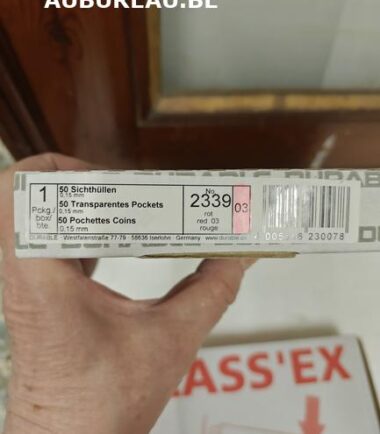 AUBUREAU.BE
DURABLE DURABL
1
Pckg./
box/
bte.
50 Sichthüllen
0,15 mm
50 Transparentes Pockets
0,15 mm
50 Pochettes Coins
0,15 mm
No.
2339
rot
red 03
rouge
03
DURABLE · Westfalenstraße 77-79 · 58636 Iserlohn · Germany www.durable
230078
LASS'EX